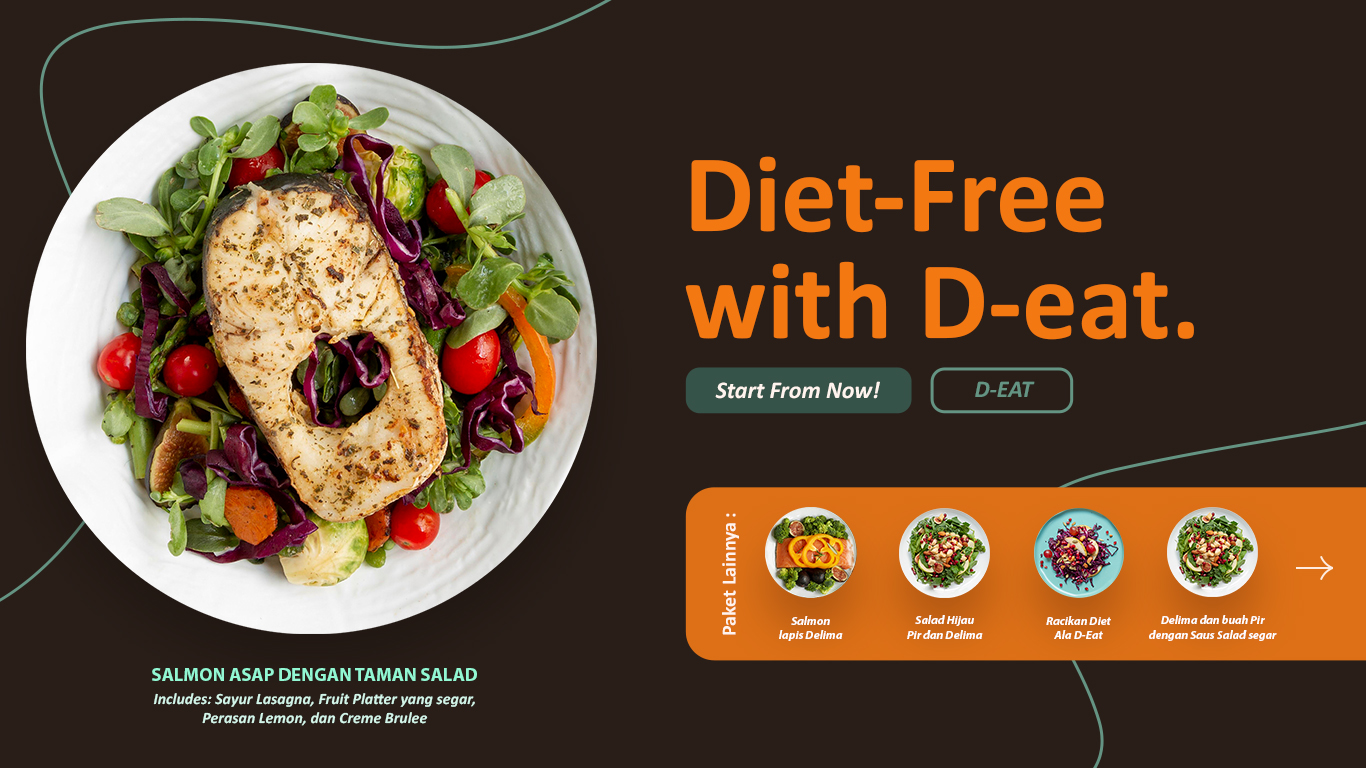 Diet-Free
with D-eat.
Start From Now!
D-EAT
Paket Lainnya :
Salmon
lapis Delima
Salad Hijau
Pir dan Delima
Racikan Diet
Ala D-Eat
Delima dan buah Pir
dengan Saus Salad segar
SALMON ASAP DENGAN TAMAN SALAD
Includes: Sayur Lasagna, Fruit Platter yang segar,
Perasan Lemon, dan Creme Brulee